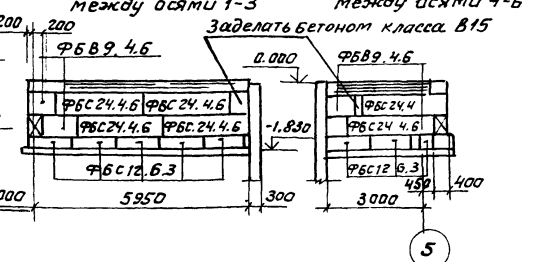 между осями 1-3
между осями 4-6
200
200
Заделать бетоном класса В15
ФБВ9.4.6
0.000
ФБВ9.4.6
ФБС24.4.6
ФБС24.4.6
ФБС24.4
ФБС24.4.6
ФБС24.4.6
ФБС24 4.6
-1,830
ФБС12.6.3
ФБС12 6.3
000
5950
300
3000
450
400
5